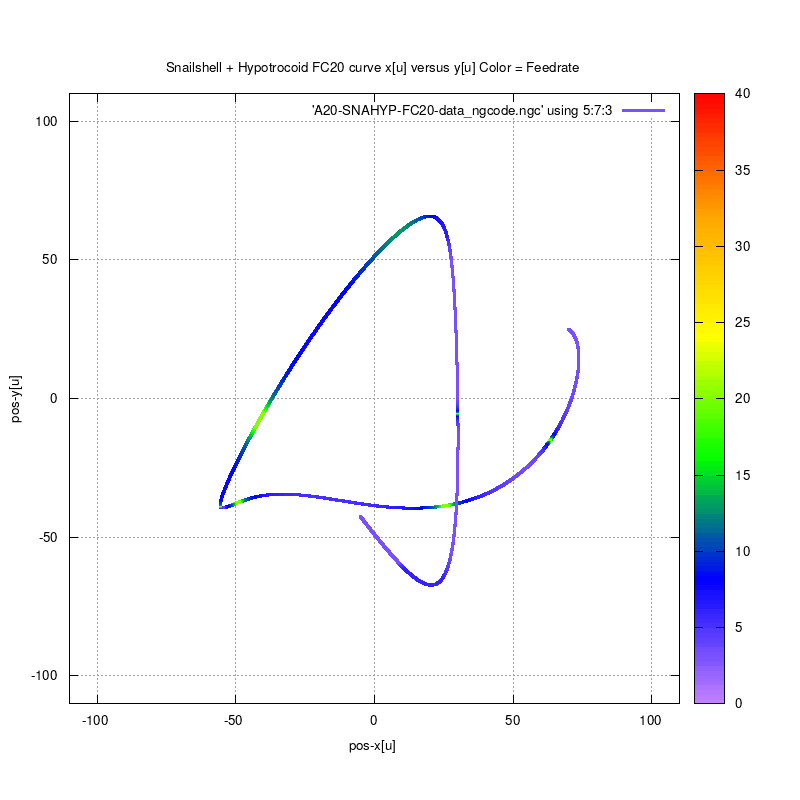 Snailshell + Hypotrocoid FC20 curve x[u] versus y[u] Color = Feedrate
'A20-SNAHYP-FC20-data_ngcode.ngc' using 5:7:3
100
50
0
-50
-100
pos-y[u]
-100 -50 0 50 100
pos-x[u]
40
35
30
25
20
15
10
5
0